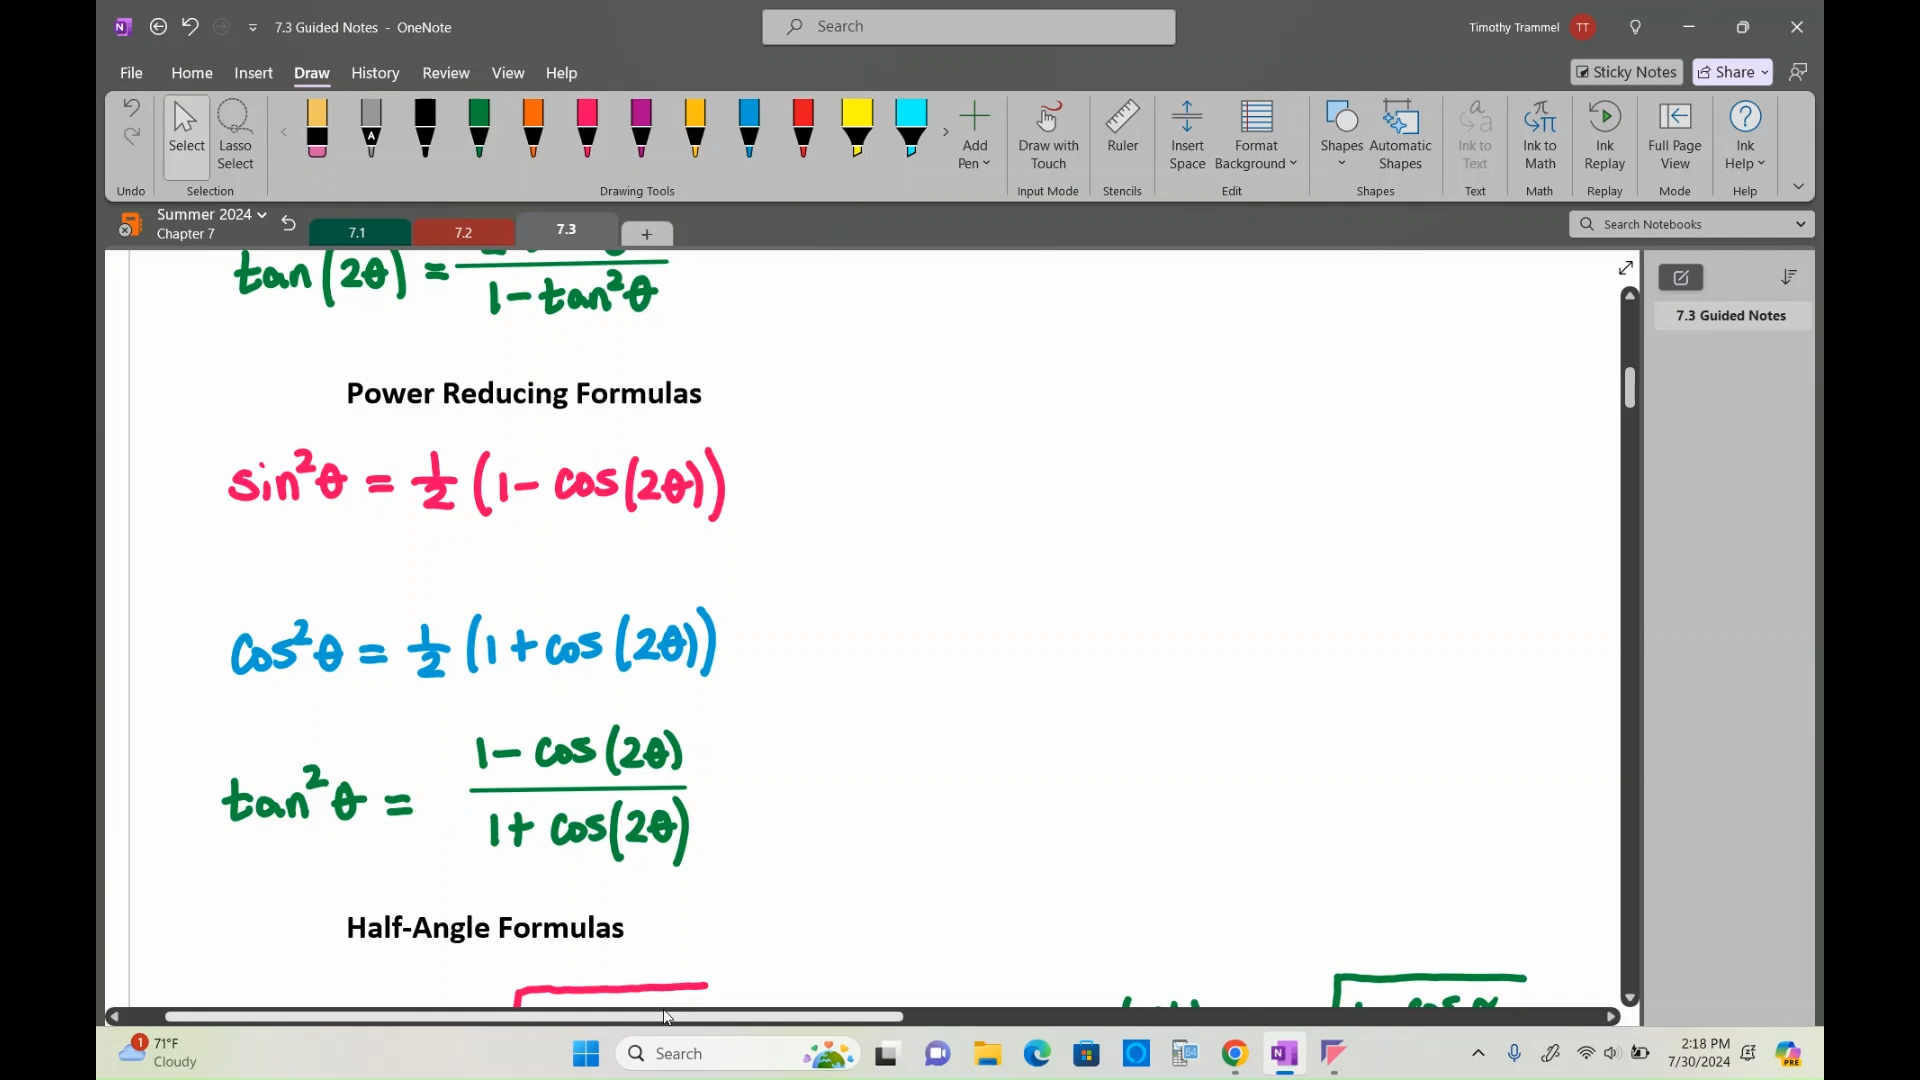 7.3 Guided Notes - OneNote
Search
Timothy Trammel
TT
File Home Insert Draw History Review View Help
Sticky Notes
Share
Select
Lasso Select
Add Pen
Draw with Touch
Ruler
Insert Space
Format Background
Shapes
Automatic Shapes
Ink to Text
Ink to Math
Ink Replay
Full Page View
Ink Help
Undo Selection Drawing Tools Input Mode Stencils Edit Shapes Text Math Replay Mode Help
Summer 2024
Chapter 7
7.1 7.2 7.3 +
Search Notebooks
7.3 Guided Notes
tan(2θ) =
1 - tan²θ
Power Reducing Formulas
sin²θ = 1/2 (1 - cos(2θ))
cos²θ = 1/2 (1 + cos(2θ))
tan²θ = 
1 - cos(2θ)
1 + cos(2θ)
Half-Angle Formulas
1
71°F
Cloudy
Search
84
2:18 PM
7/30/2024
PRE